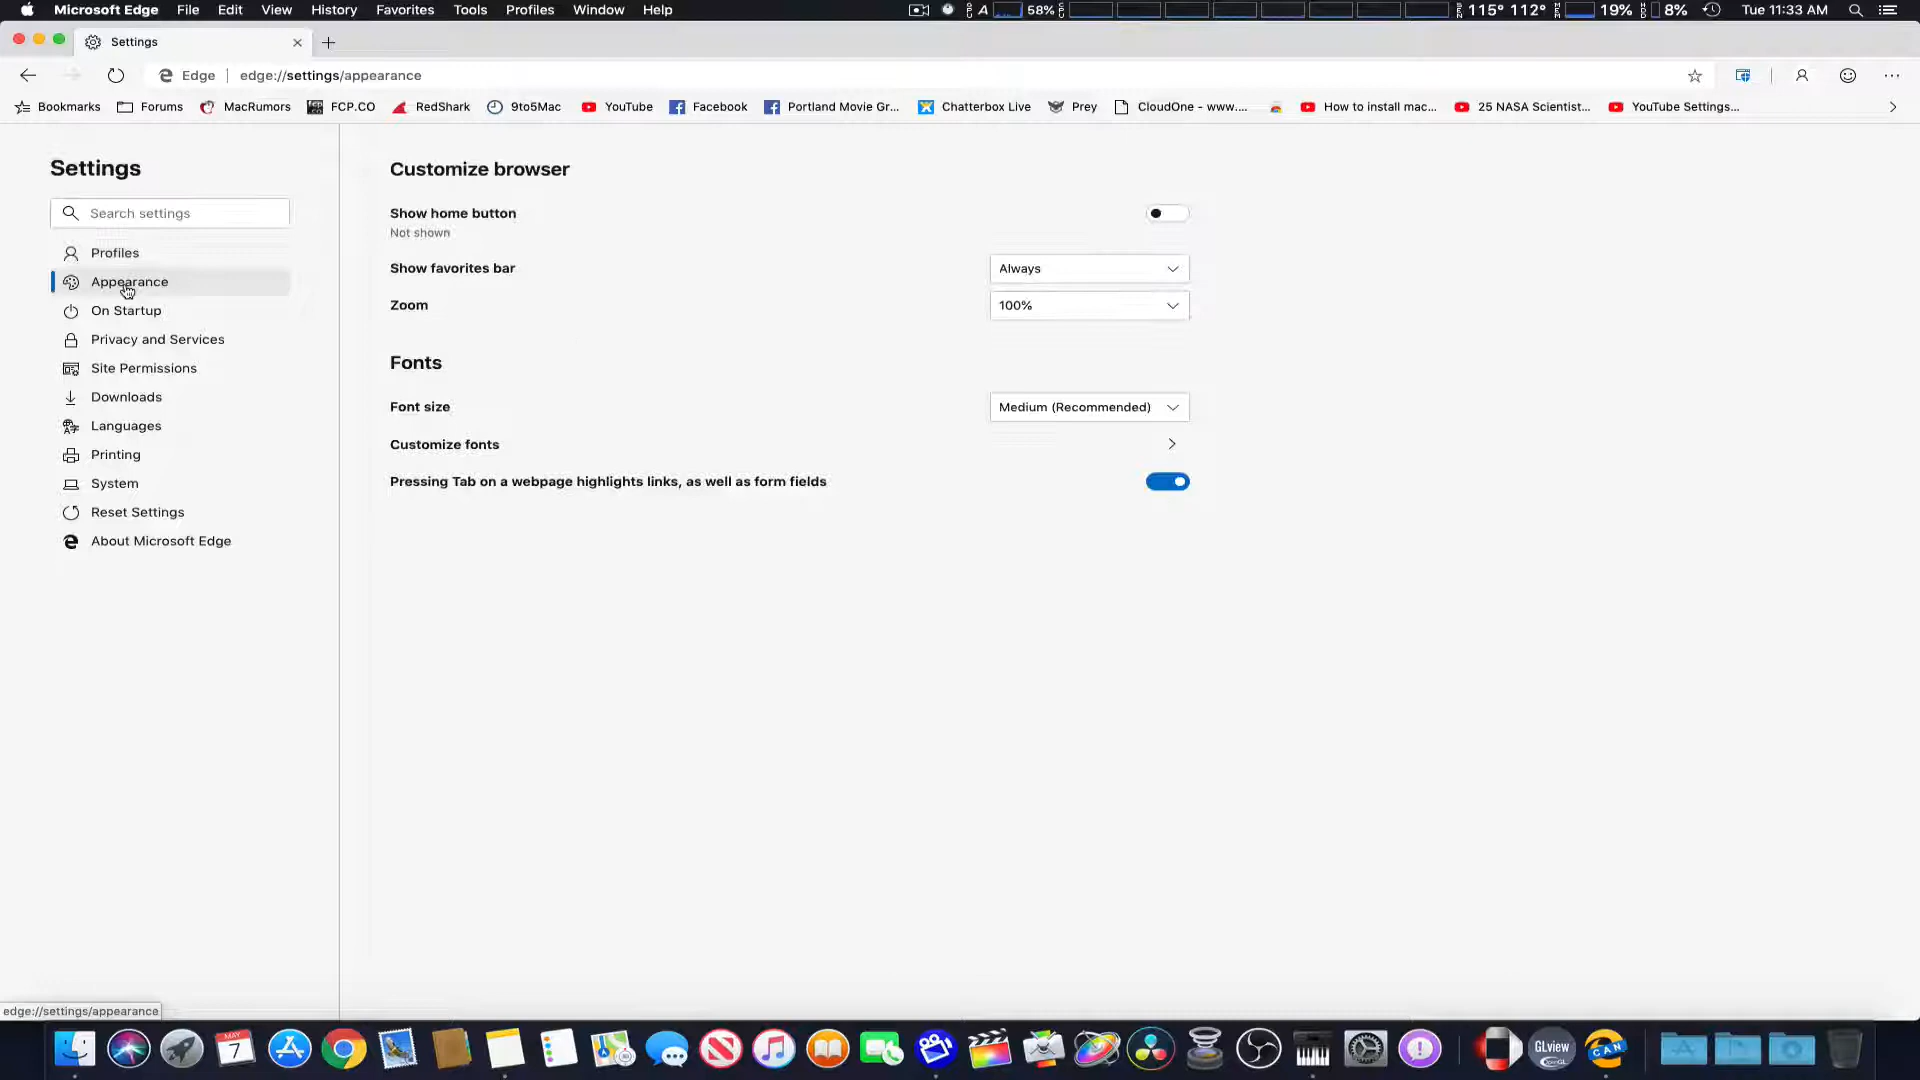 Microsoft Edge File Edit View History Favorites Tools Profiles Window Help 58% 115° 112° 19% 8% Tue 11:33 AM
Settings
Edge edge://settings/appearance
Bookmarks Forums MacRumors FCP.CO RedShark 9to5Mac YouTube Facebook Portland Movie Gr... Chatterbox Live Prey CloudOne - www.... How to install mac... 25 NASA Scientist... YouTube Settings...
Settings
Search settings
Profiles
Appearance
On Startup
Privacy and Services
Site Permissions
Downloads
Languages
Printing
System
Reset Settings
About Microsoft Edge
Customize browser
Show home button
Not shown
Show favorites bar Always
Zoom 100%
Fonts
Font size Medium (Recommended)
Customize fonts
Pressing Tab on a webpage highlights links, as well as form fields
edge://settings/appearance
MAY
7
GLview
CAN